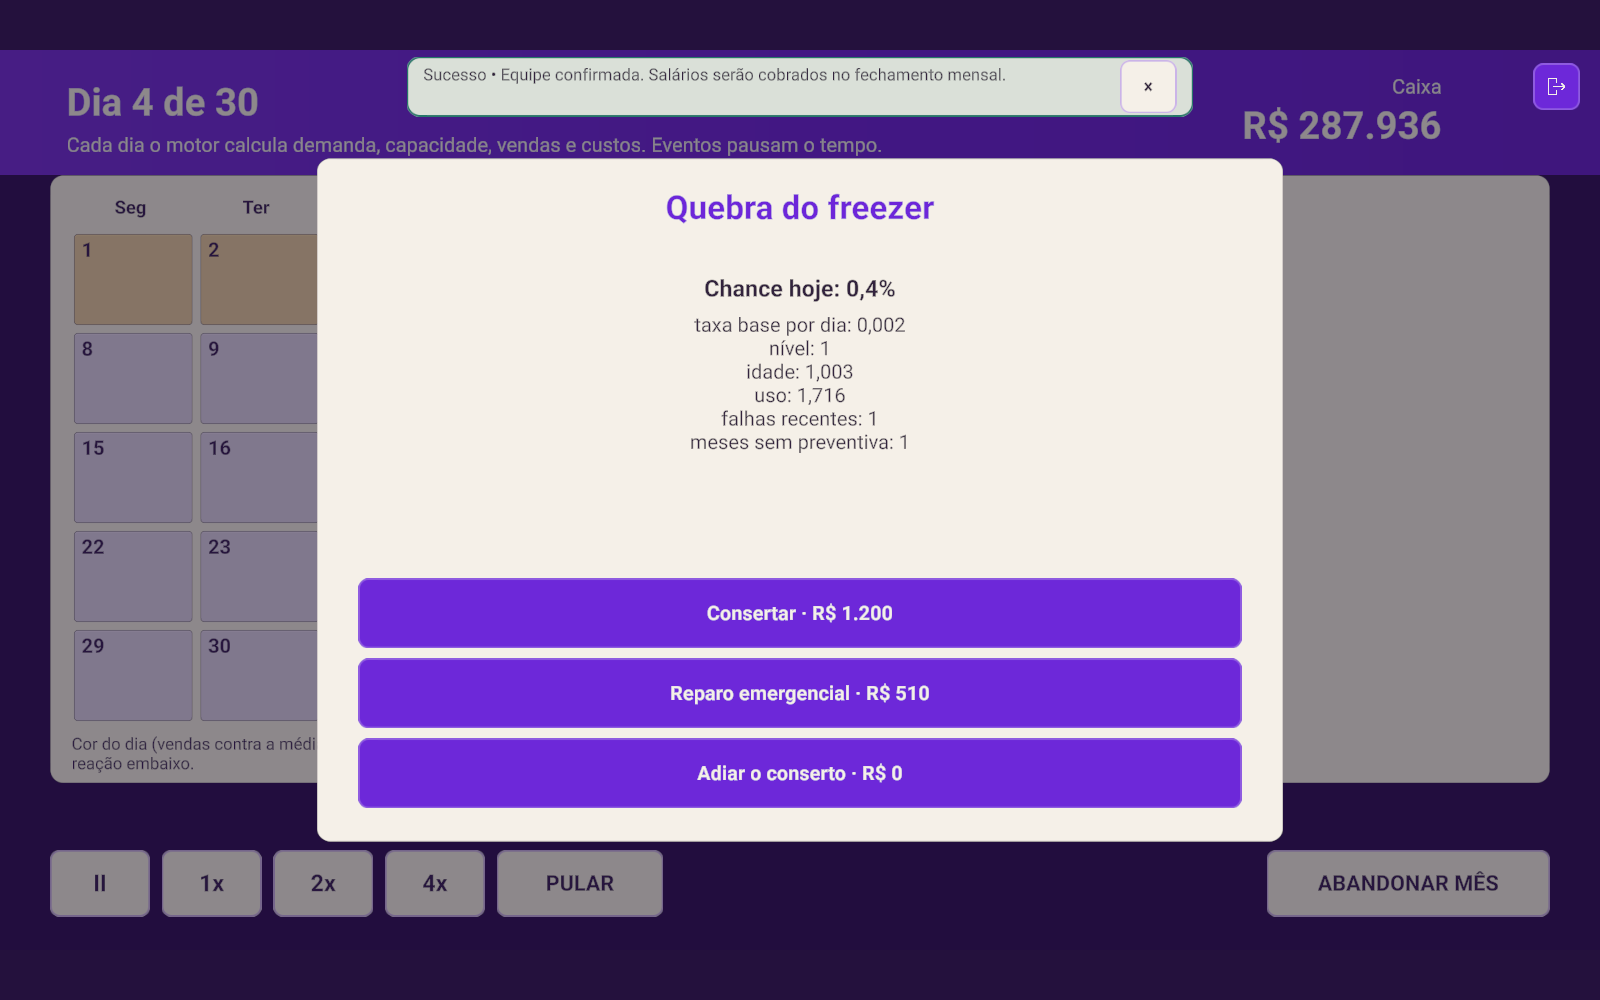 Sucesso • Equipe confirmada. Salários serão cobrados no fechamento mensal.
×
Dia 4 de 30
Cada dia o motor calcula demanda, capacidade, vendas e custos. Eventos pausam o tempo.
Caixa
R$ 287.936
Seg
Ter
1
2
8
9
15
16
22
23
29
30
Cor do dia (vendas contra a médi
reação embaixo.
Quebra do freezer
Chance hoje: 0,4%
taxa base por dia: 0,002
nível: 1
idade: 1,003
uso: 1,716
falhas recentes: 1
meses sem preventiva: 1
Consertar · R$ 1.200
Reparo emergencial · R$ 510
Adiar o conserto · R$ 0
II
1x
2x
4x
PULAR
ABANDONAR MÊS